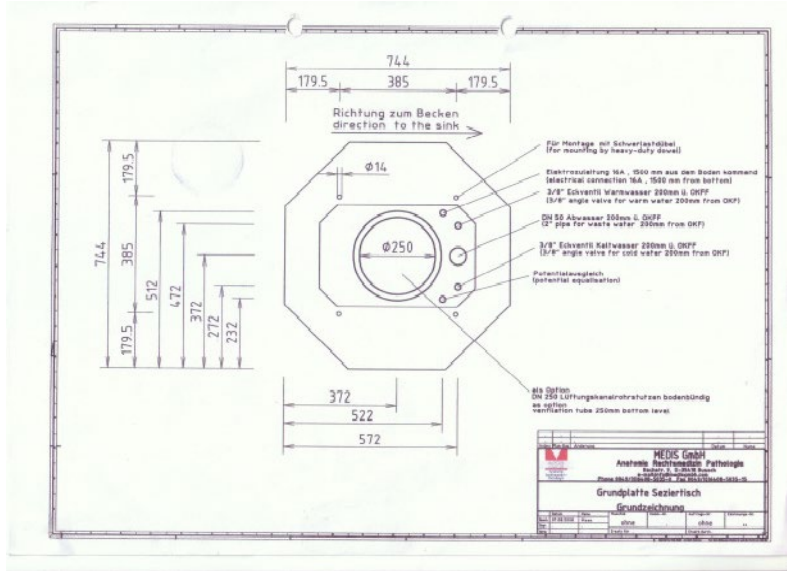 744
179.5 385 179.5
Richtung zum Becken
direction to the sink
Ø14
Für Montage mit Schwerlastdübel
(for mounting by heavy-duty dowel)
Elektrozuleitung 16A , 1500 mm aus dem Boden kommend
(electrical connection 16A , 1500 mm from bottom)
3/8" Eckventil Warmwasser 200mm ü. OKFF
(3/8" angle valve for warm water 200mm from OKF)
DN 50 Abwasser 200mm ü. OKFF
(2" pipe for waste water 200mm from OKF)
3/8" Eckventil Kaltwasser 200mm ü. OKFF
(3/8" angle valve for cold water 200mm from OKF)
Potentialausgleich
(potential equalisation)
Ø250
744
179.5
385
179.5
512
472
372
272
232
372
522
572
als Option
DN 250 Lüftungskanalrohrstutzen bodenbündig
as option
ventilation tube 250mm bottom level
MEDIS GmbH
Anatomie Rechtsmedizin Pathologie
Grundplatte Seziertisch
Grundzeichnung
ohne ohne